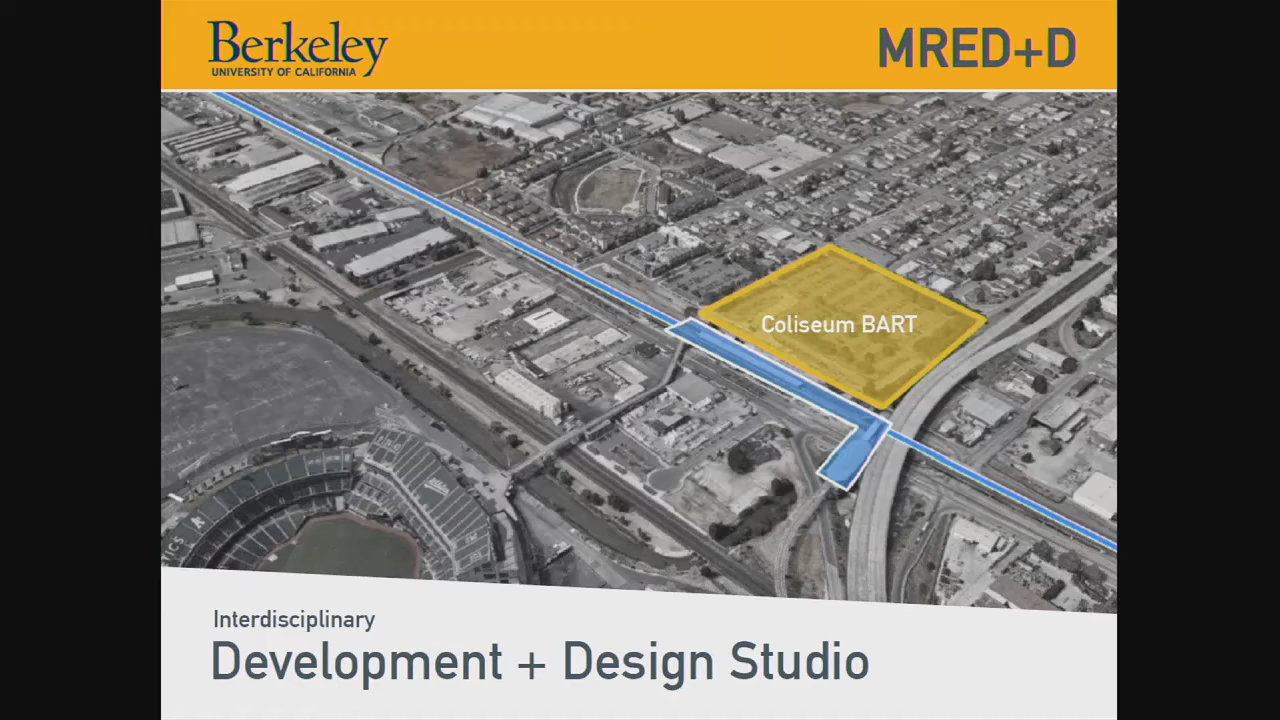 Berkeley
UNIVERSITY OF CALIFORNIA
MRED+D
Coliseum BART
Interdisciplinary
Development + Design Studio